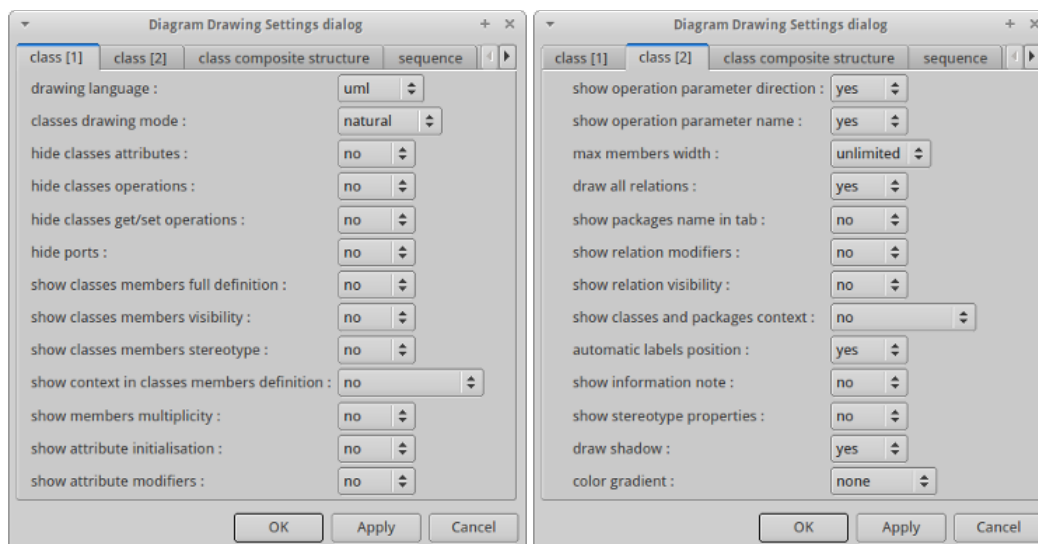 Diagram Drawing Settings dialog
class [1] class [2] class composite structure sequence
drawing language : uml
classes drawing mode : natural
hide classes attributes : no
hide classes operations : no
hide classes get/set operations : no
hide ports : no
show classes members full definition : no
show classes members visibility : no
show classes members stereotype : no
show context in classes members definition : no
show members multiplicity : no
show attribute initialisation : no
show attribute modifiers : no
OK Apply Cancel
Diagram Drawing Settings dialog
class [1] class [2] class composite structure sequence
show operation parameter direction : yes
show operation parameter name : yes
max members width : unlimited
draw all relations : yes
show packages name in tab : no
show relation modifiers : no
show relation visibility : no
show classes and packages context : no
automatic labels position : yes
show information note : no
show stereotype properties : no
draw shadow : yes
color gradient : none
OK Apply Cancel